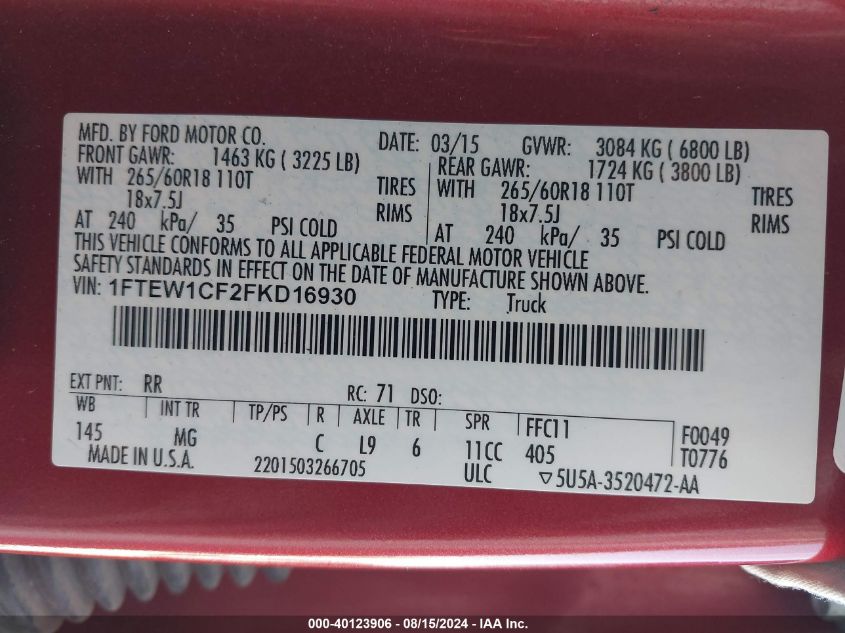 MFD. BY FORD MOTOR CO. DATE: 03/15 GVWR: 3084 KG ( 6800 LB)
FRONT GAWR: 1463 KG ( 3225 LB) REAR GAWR: 1724 KG ( 3800 LB)
WITH 265/60R18 110T TIRES WITH 265/60R18 110T TIRES
18x7.5J RIMS 18x7.5J RIMS
AT 240 kPa/ 35 PSI COLD AT 240 kPa/ 35 PSI COLD
THIS VEHICLE CONFORMS TO ALL APPLICABLE FEDERAL MOTOR VEHICLE
SAFETY STANDARDS IN EFFECT ON THE DATE OF MANUFACTURE SHOWN ABOVE.
VIN: 1FTEW1CF2FKD16930 TYPE: Truck
EXT PNT: RR RC: 71 DSO:
WB INT TR TP/PS R AXLE TR SPR FFC11 F0049
145 MG C L9 6 11CC 405 T0776
MADE IN U.S.A. 2201503266705 ULC ▽5U5A-3520472-AA
000-40123906 - 08/15/2024 - COPYRIGHT IAA, Inc.